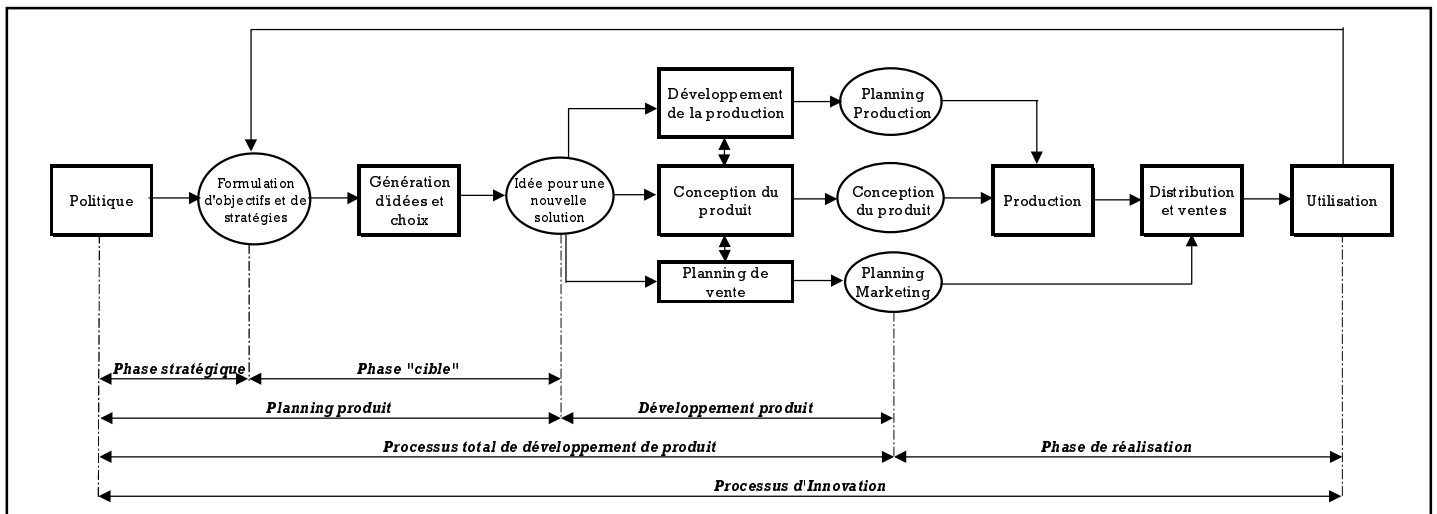 Développement
de la production
Planning
Production
Politique
Formulation
d'objectifs et de
stratégies
Génération
d'idées et
choix
Idée pour une
nouvelle
solution
Conception du
produit
Conception
du produit
Production
Distribution
et ventes
Utilisation
Planning de
vente
Planning
Marketing
Phase stratégique
Phase "cible"
Planning produit
Développement produit
Processus total de développement de produit
Phase de réalisation
Processus d'Innovation